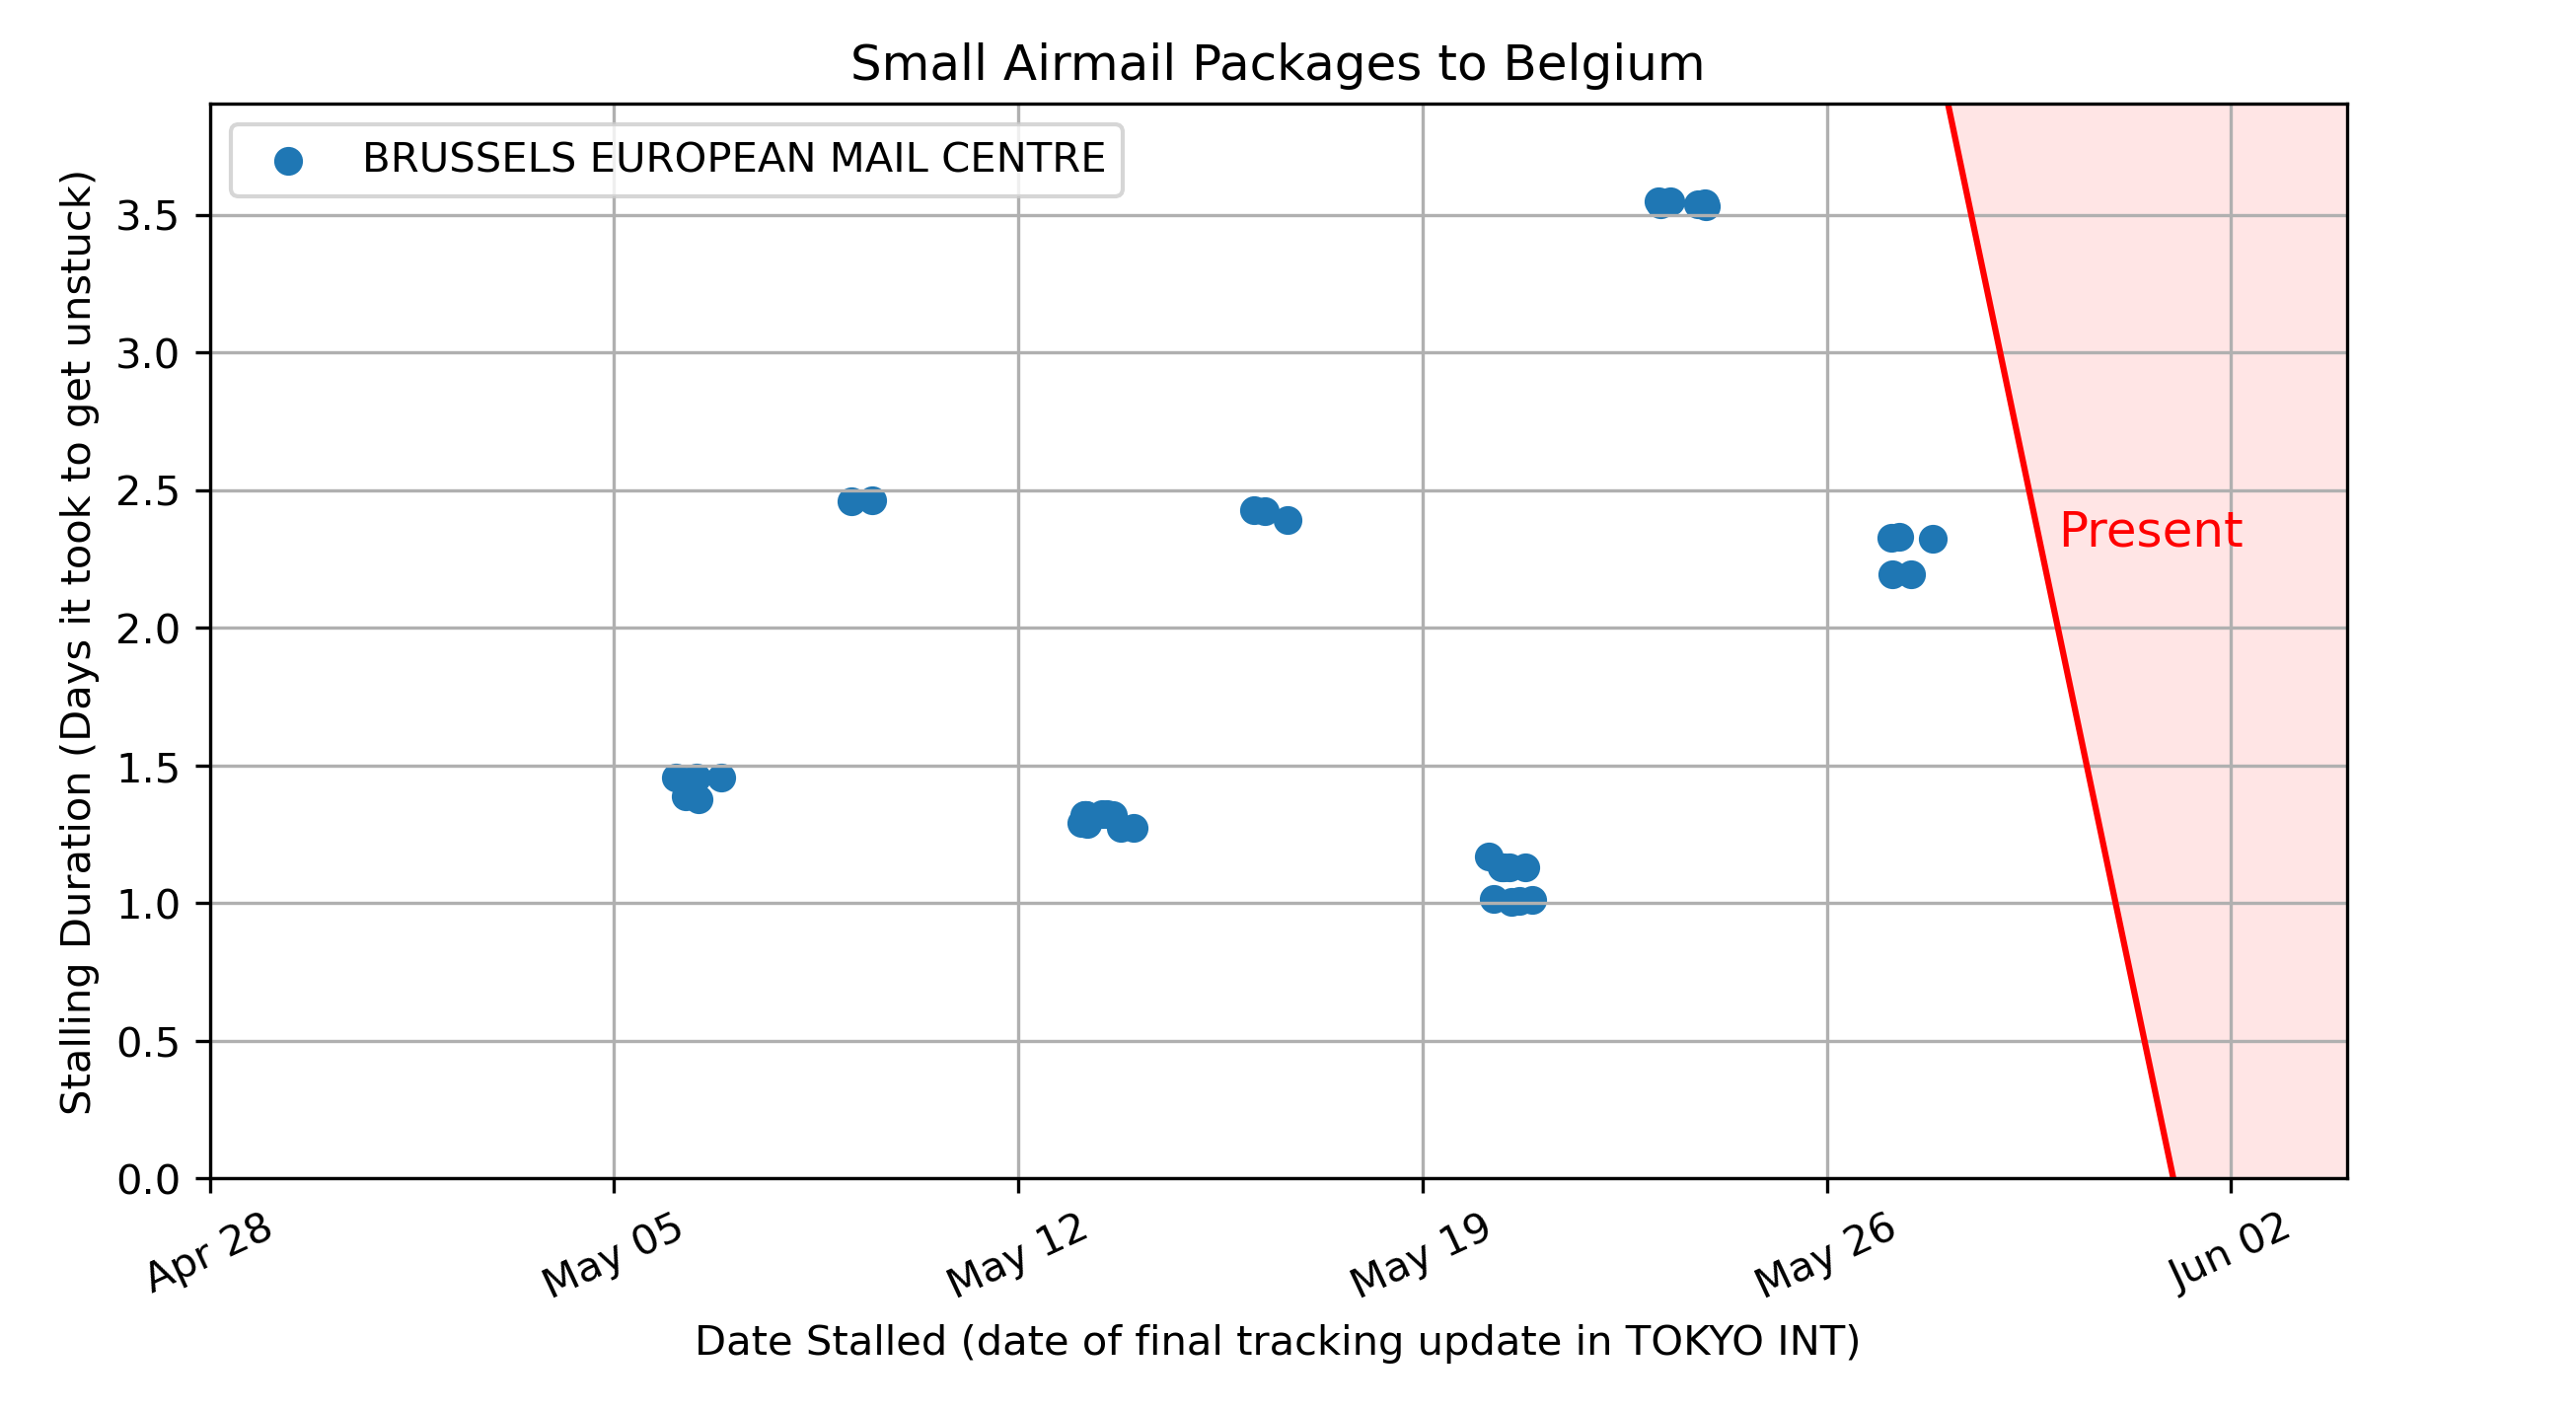 Small Airmail Packages to Belgium
BRUSSELS EUROPEAN MAIL CENTRE
Stalling Duration (Days it took to get unstuck)
3.5
3.0
2.5
2.0
1.5
1.0
0.5
0.0
Present
Apr 28
May 05
May 12
May 19
May 26
Jun 02
Date Stalled (date of final tracking update in TOKYO INT)